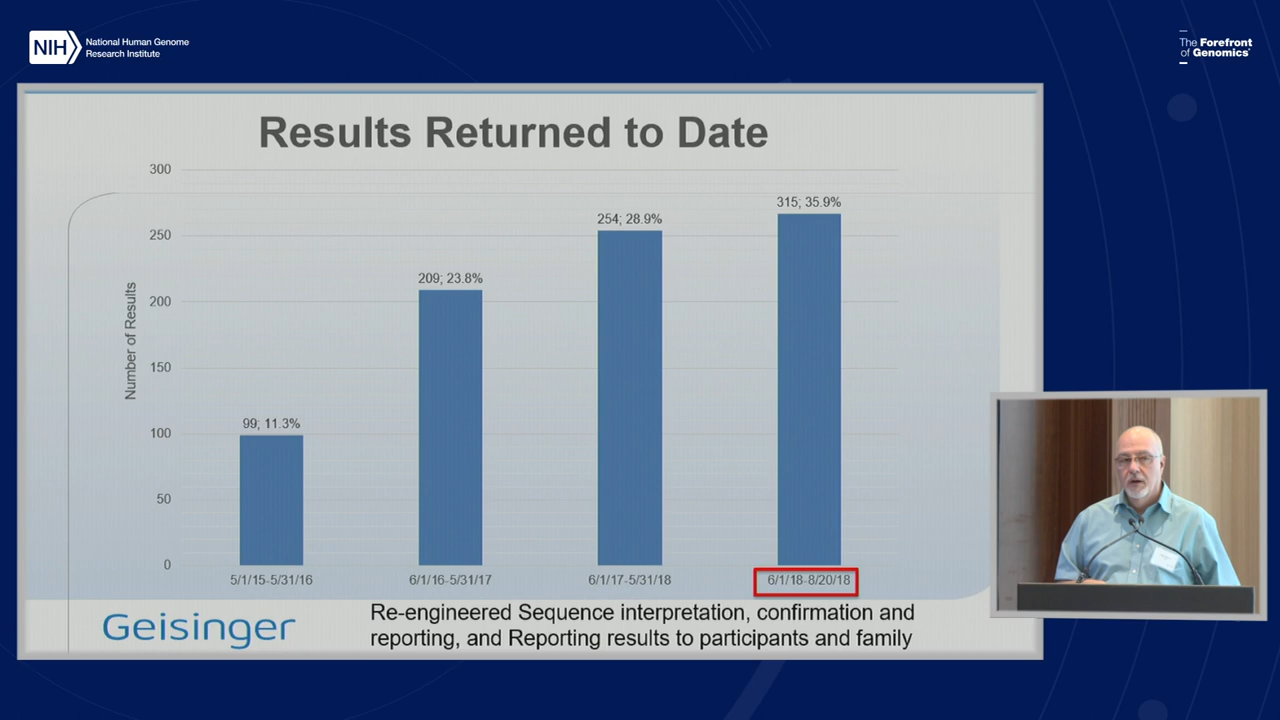 NIH
National Human Genome
Research Institute
The Forefront
of Genomics
Results Returned to Date
300
250
200
150
100
50
0
Number of Results
99; 11.3%
209; 23.8%
254; 28.9%
315; 35.9%
5/1/15-5/31/16
6/1/16-5/31/17
6/1/17-5/31/18
6/1/18-8/20/18
Geisinger
Re-engineered Sequence interpretation, confirmation and
reporting, and Reporting results to participants and family